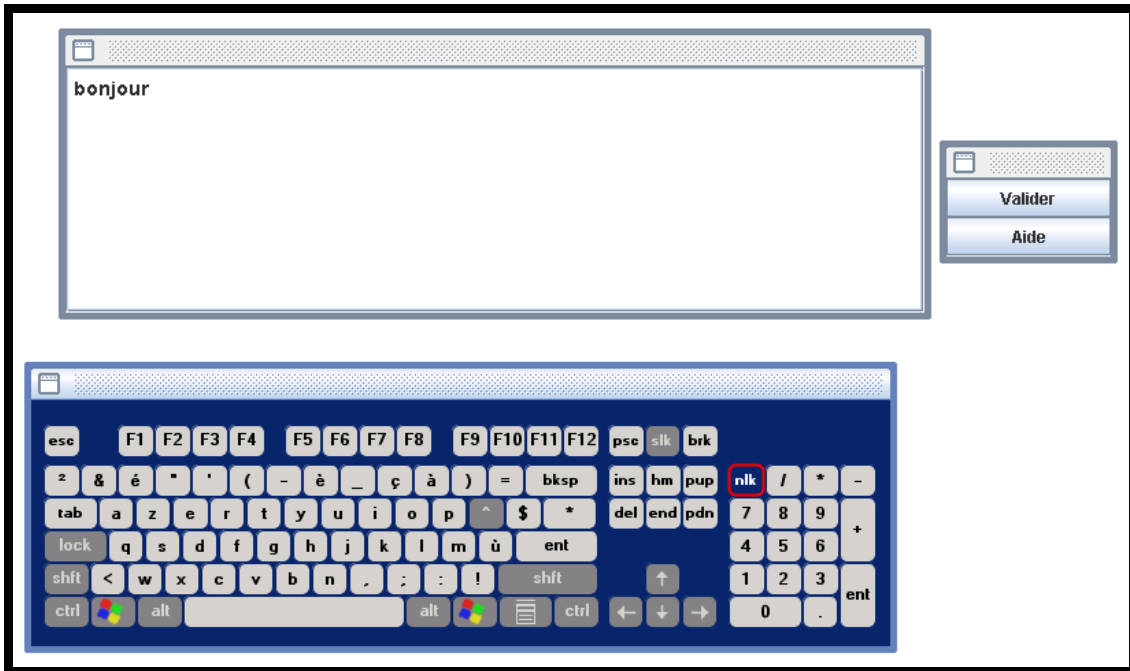 bonjour
Valider
Aide
esc F1 F2 F3 F4 F5 F6 F7 F8 F9 F10 F11 F12 psc slk brk
² & é " ' ( - è _ ç à ) = bksp ins hm pup nlk / * -
tab a z e r t y u i o p ^ $ * del end pdn 7 8 9 +
lock q s d f g h j k l m ù ent 4 5 6
shft < w x c v b n , ; : ! shft ↑ 1 2 3 ent
ctrl alt alt ctrl ← ↓ → 0 .